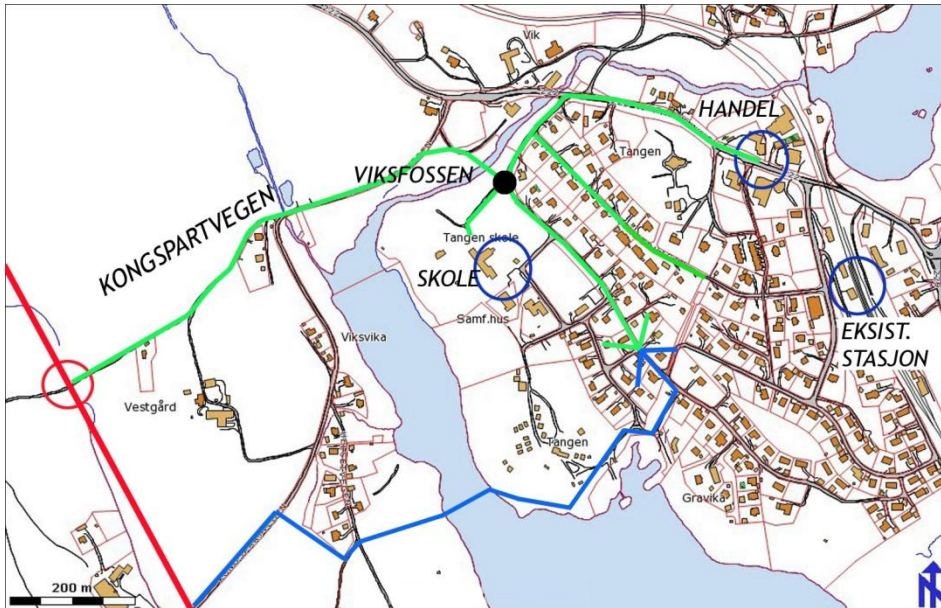 Vik
HANDEL
Tangen
VIKSFOSSEN
KONGSPARTVEGEN
Tangen skole
SKOLE
Samf.hus
EKSIST.
STASJON
Viksvika
Vestgård
Tangen
Gravika
200 m
N